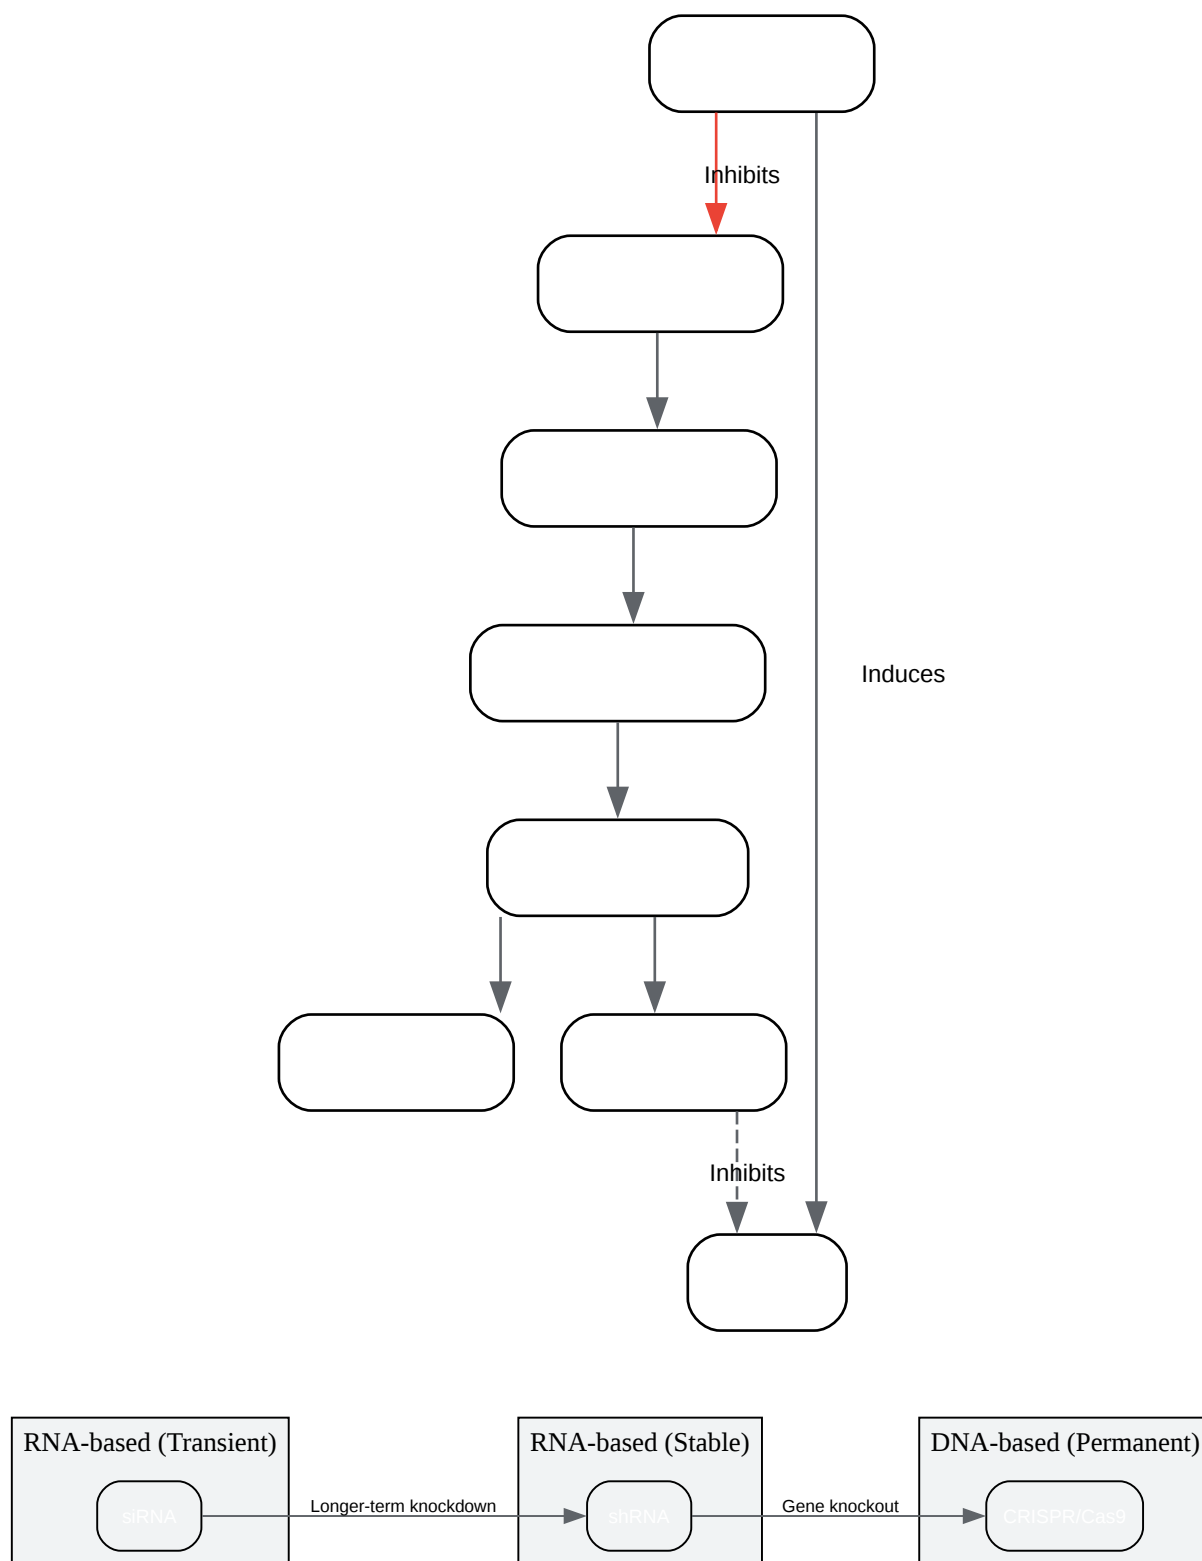 Inhibits
Induces
Inhibits
RNA-based (Transient)
RNA-based (Stable)
DNA-based (Permanent)
siRNA
Longer-term knockdown
shRNA
Gene knockout
CRISPR/Cas9